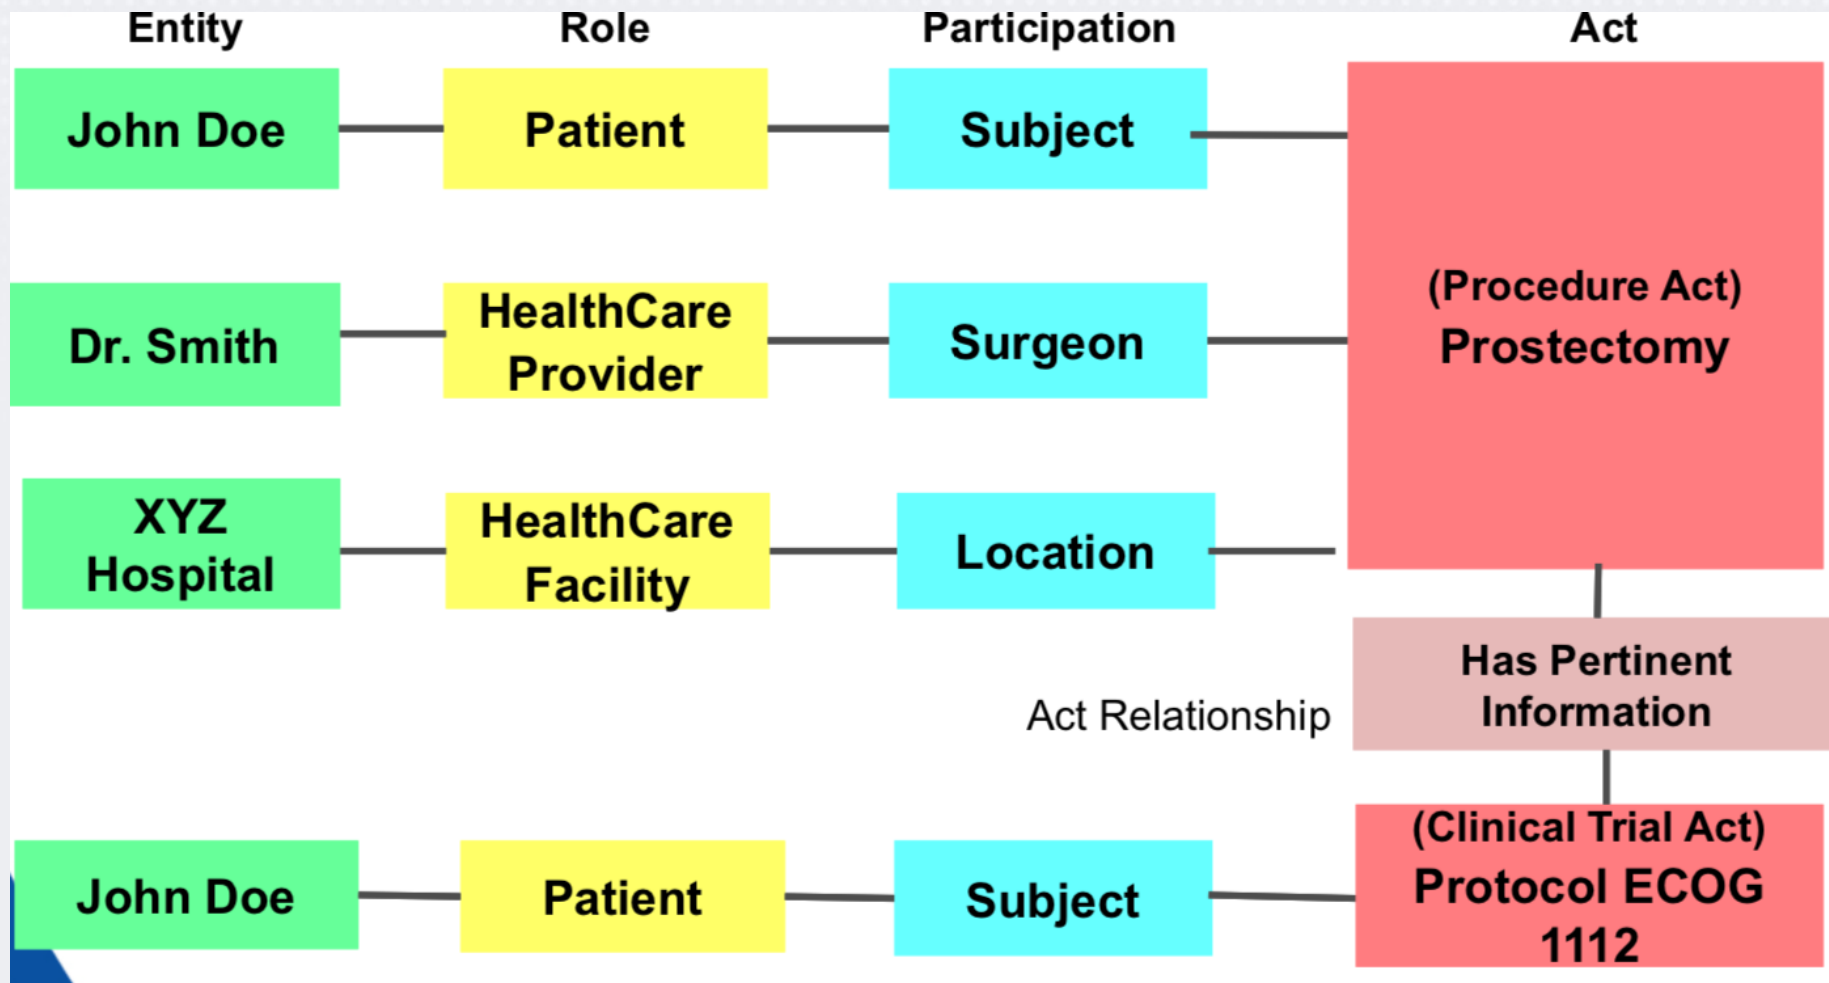 Entity Role Participation Act
John Doe Patient Subject
(Procedure Act)
Prostectomy
Dr. Smith
HealthCare
Provider
Surgeon
XYZ
Hospital
HealthCare
Facility
Location
Act Relationship
Has Pertinent
Information
John Doe Patient Subject
(Clinical Trial Act)
Protocol ECOG
1112